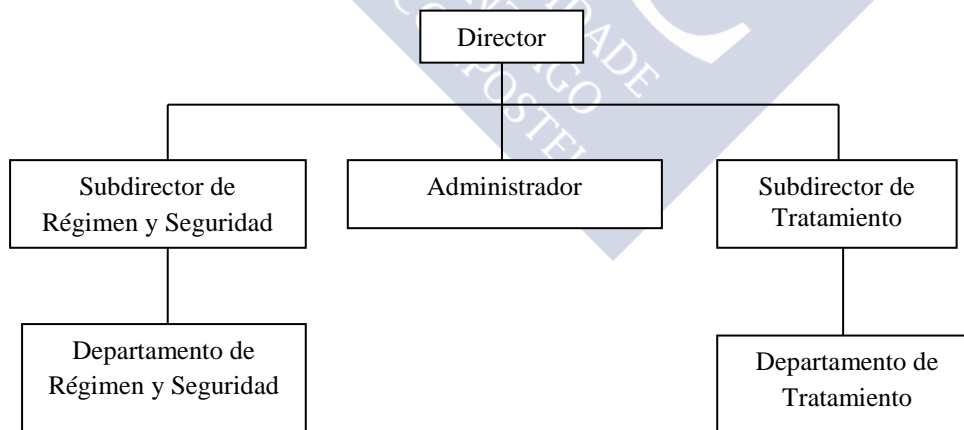 Director
Subdirector de
Régimen y Seguridad
Administrador
Subdirector de
Tratamiento
Departamento de
Régimen y Seguridad
Departamento de
Tratamiento